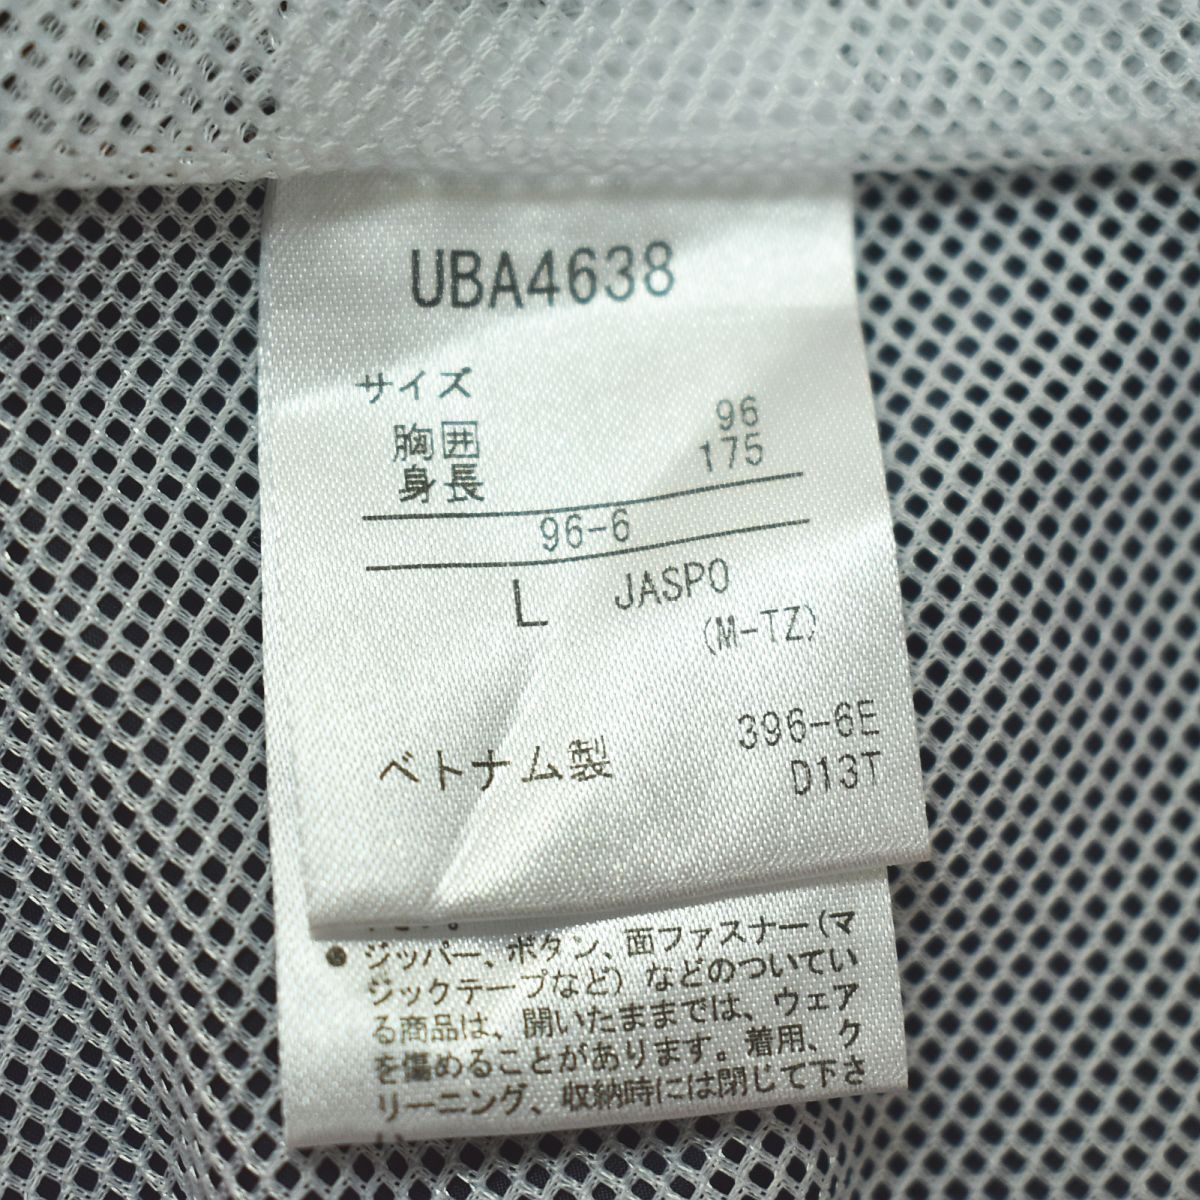 UBA4638
サイズ
胸囲 96
身長 175
96-6
L JASPO
(M-TZ)
ベトナム製 396-6E
D13T
● ジッパー、ボタン、面ファスナー(マ
ジックテープなど)などのついてい
る商品は、開いたままでは、ウェア
を傷めることがあります。着用、ク
リーニング、収納時には閉じて下さ